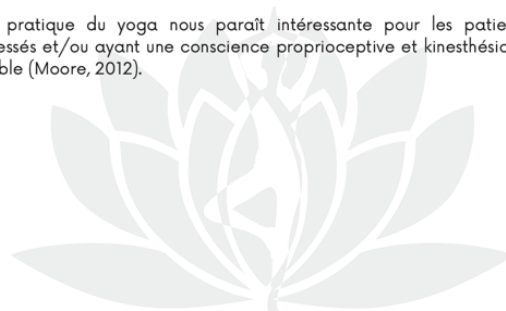 pratique du yoga nous paraît intéressante pour les patie
essés et/ou ayant une conscience proprioceptive et kinesthésic
ble (Moore, 2012).